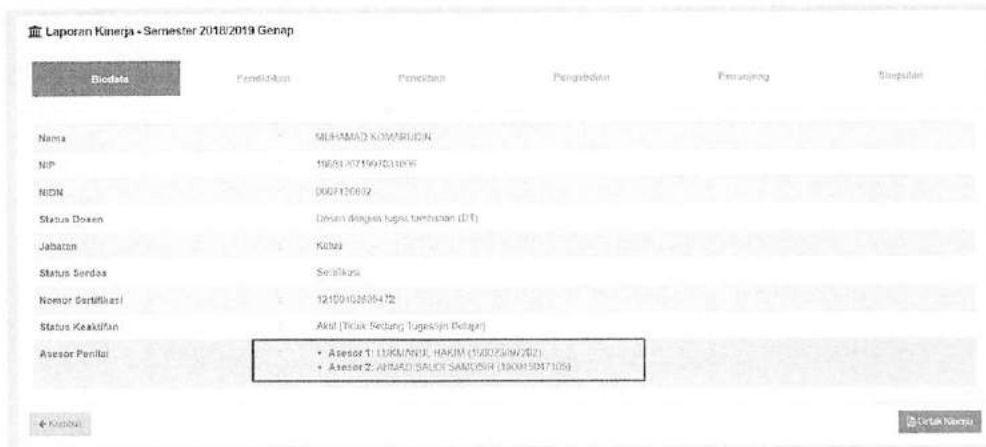 Laporan Kinerja - Semester 2018/2019 Genap
Biodata Pendidikan Penelitian Pengabdian Penunjang Simpulan
Nama : MUHAMAD KOMARUDIN
NIP :
NIDN :
Status Dosen : Dosen dengan tugas tambahan (DT)
Jabatan : Ketua
Status Serdos : Sertifikasi
Nomor Sertifikasi :
Status Keaktifan : Aktif (Tidak Sedang Tugas/Ijin Belajar)
Asesor Penilai
• Asesor 1: LUKMANUL HAKIM
• Asesor 2: AHMAD SAUDI SAMOSIR
Kembali
Cetak Kinerja